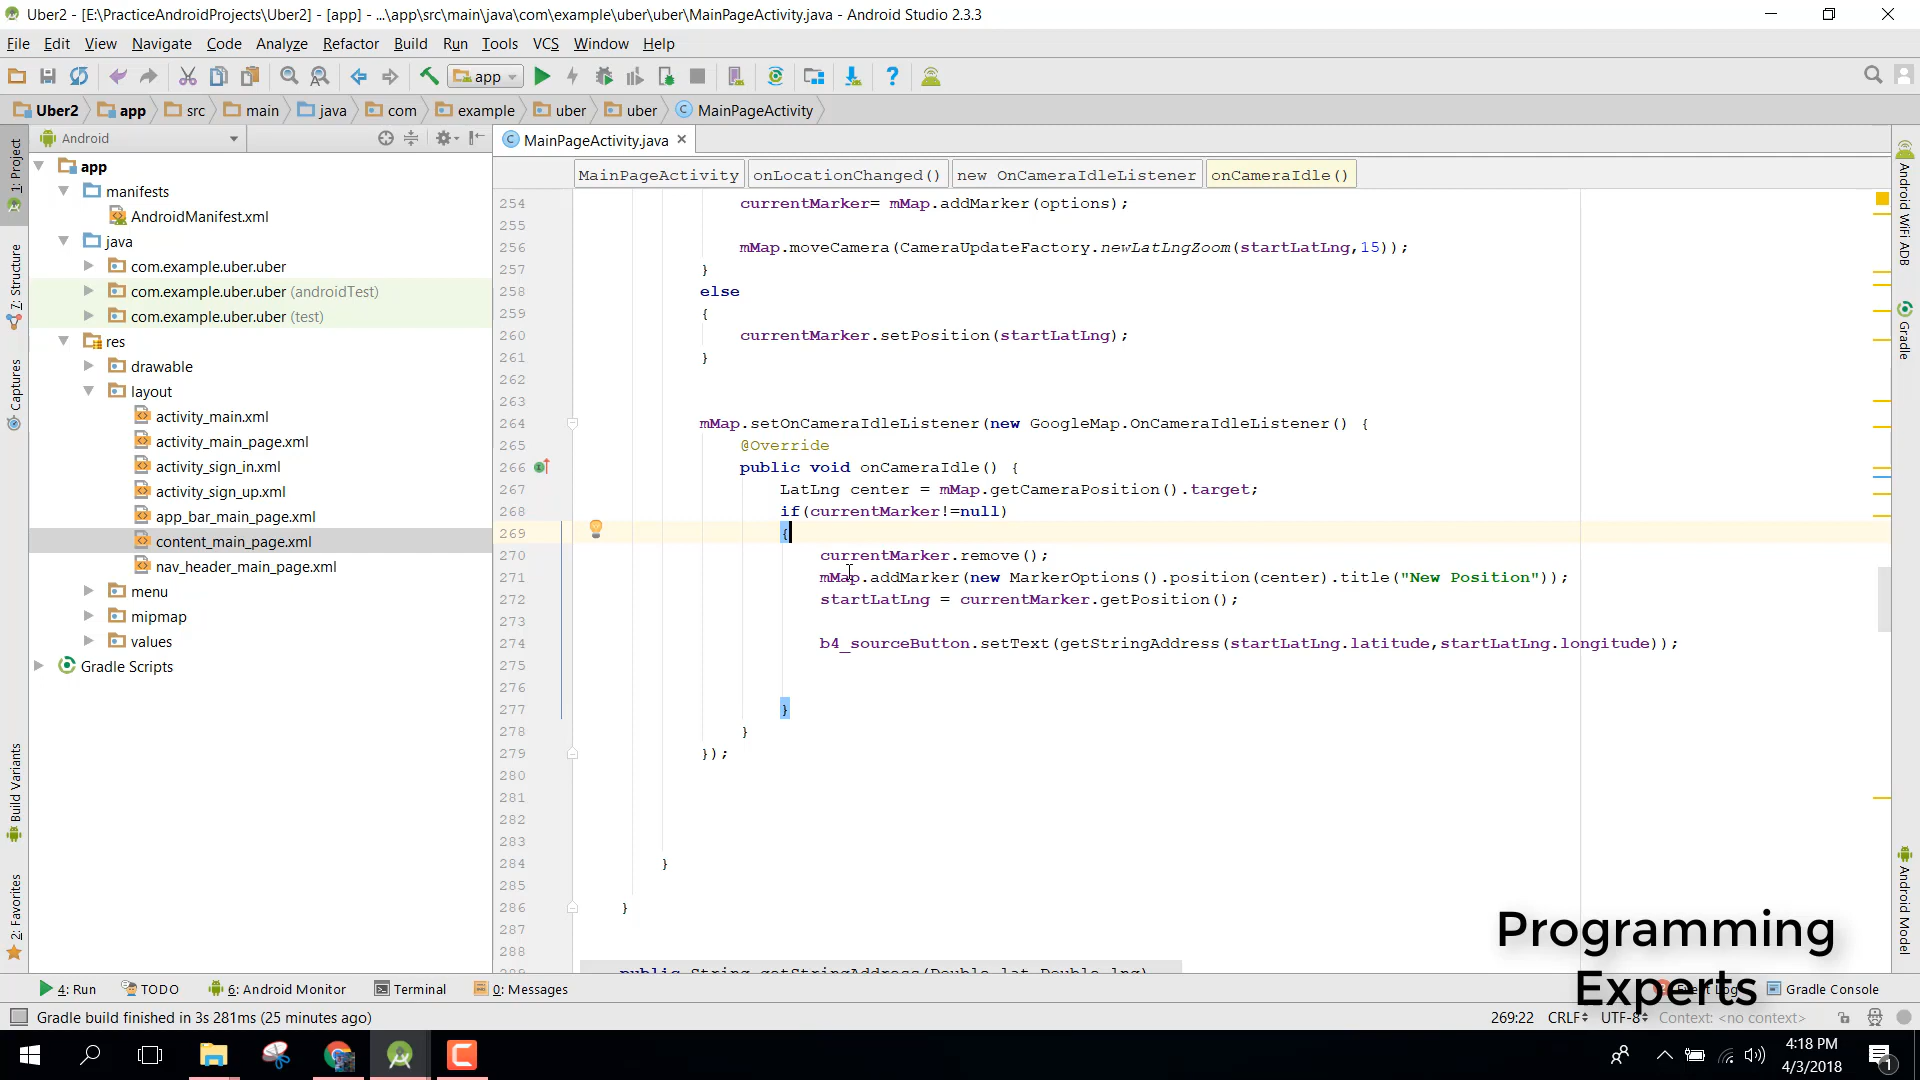 Uber2 - [E:\PracticeAndroidProjects\Uber2] - [app] - ...\app\src\main\java\com\example\uber\uber\MainPageActivity.java - Android Studio 2.3.3
File Edit View Navigate Code Analyze Refactor Build Run Tools VCS Window Help
app
Uber2 app src main java com example uber uber MainPageActivity
Android
MainPageActivity.java
MainPageActivity onLocationChanged() new OnCameraIdleListener onCameraIdle()
1: Project
7: Structure
Captures
Build Variants
2: Favorites
app
manifests
AndroidManifest.xml
java
com.example.uber.uber
com.example.uber.uber (androidTest)
com.example.uber.uber (test)
res
drawable
layout
activity_main.xml
activity_main_page.xml
activity_sign_in.xml
activity_sign_up.xml
app_bar_main_page.xml
content_main_page.xml
nav_header_main_page.xml
menu
mipmap
values
Gradle Scripts
254 currentMarker= mMap.addMarker(options);
255
256 mMap.moveCamera(CameraUpdateFactory.newLatLngZoom(startLatLng,15));
257 }
258 else
259 {
260 currentMarker.setPosition(startLatLng);
261 }
262
263
264 mMap.setOnCameraIdleListener(new GoogleMap.OnCameraIdleListener() {
265 @Override
266 public void onCameraIdle() {
267 LatLng center = mMap.getCameraPosition().target;
268 if(currentMarker!=null)
269 {
270 currentMarker.remove();
271 mMap.addMarker(new MarkerOptions().position(center).title("New Position"));
272 startLatLng = currentMarker.getPosition();
273
274 b4_sourceButton.setText(getStringAddress(startLatLng.latitude,startLatLng.longitude));
275
276
277 }
278 }
279 });
280
281
282
283
284 }
285
286 }
287
288
public String getStringAddress(Double lat,Double lng)
Android WiFi ADB
Gradle
Android Model
Programming
Experts
4: Run TODO 6: Android Monitor Terminal 0: Messages Gradle Console
Gradle build finished in 3s 281ms (25 minutes ago) 269:22 CRLF UTF-8 Context: <no context>
4:18 PM
4/3/2018
1